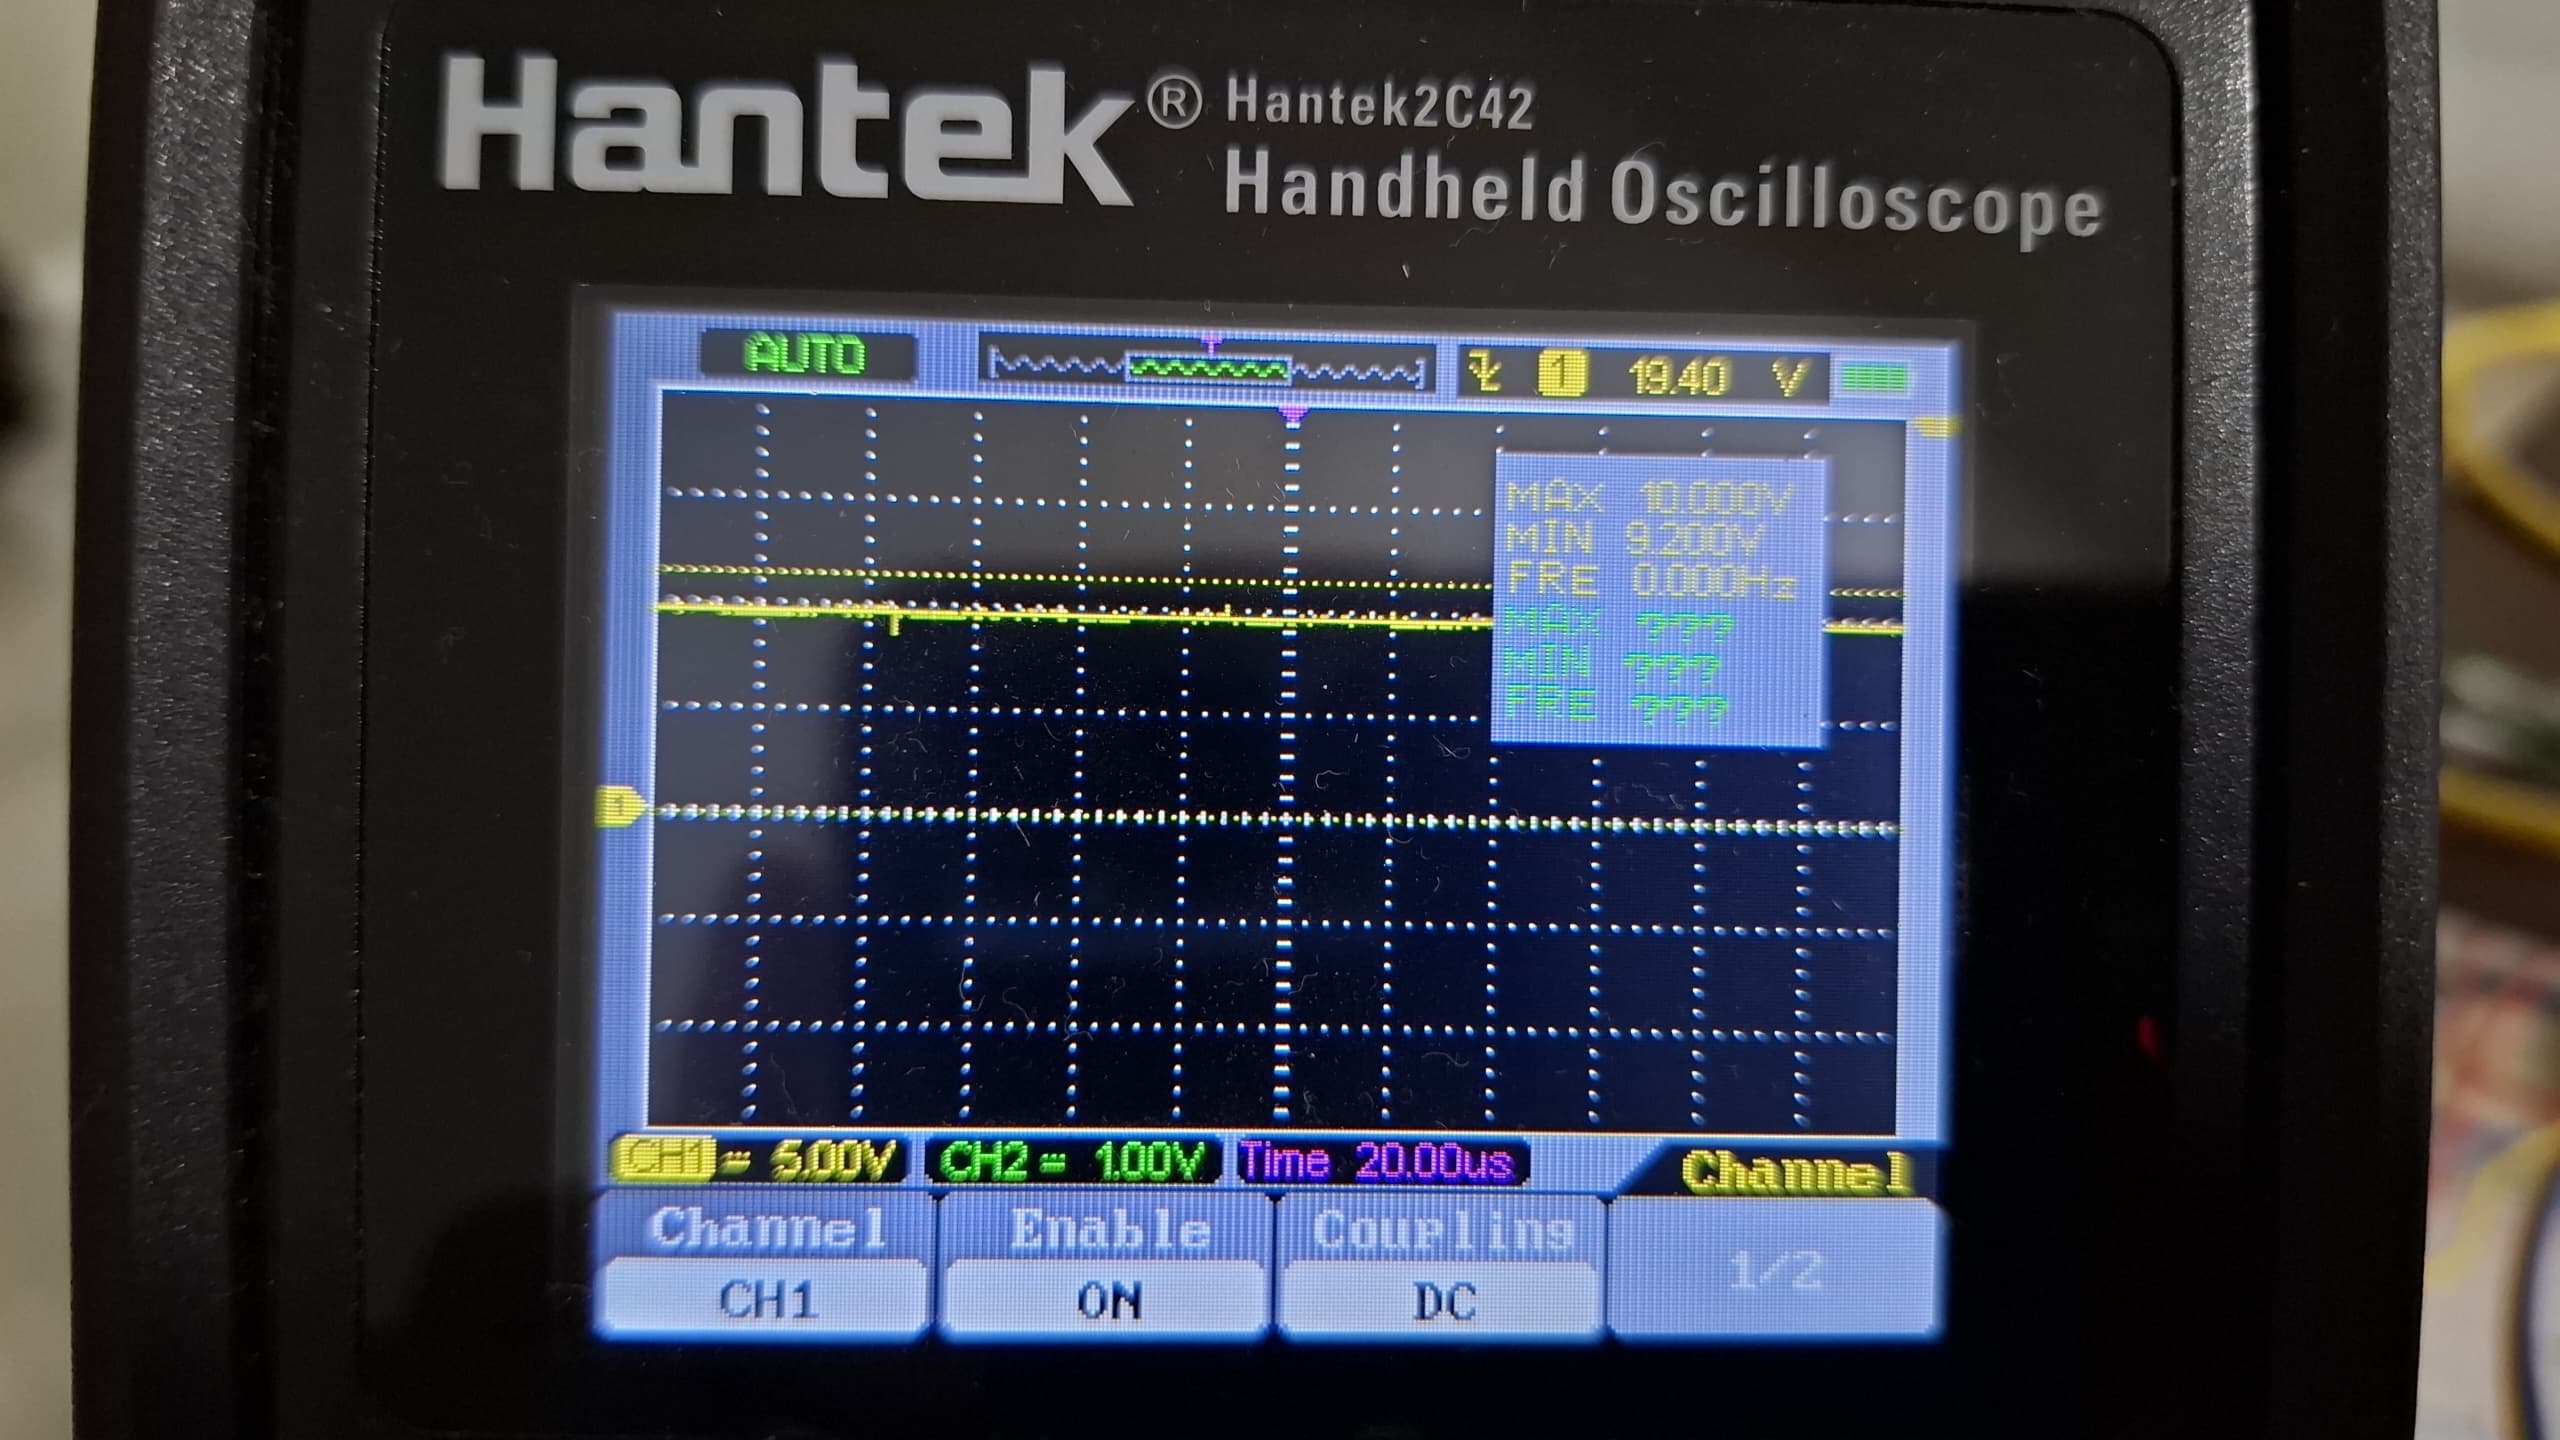 Hantek® Hantek2C42
Handheld Oscilloscope
AUTO T 1 19.40 V
MAX 10.000V
MIN 9.200V
FRE 0.000Hz
MAX ???
MIN ???
FRE ???
1
CH1 5.00V CH2 1.00V Time 20.00us Channel
Channel Enable Coupling 1/2
CH1 ON DC